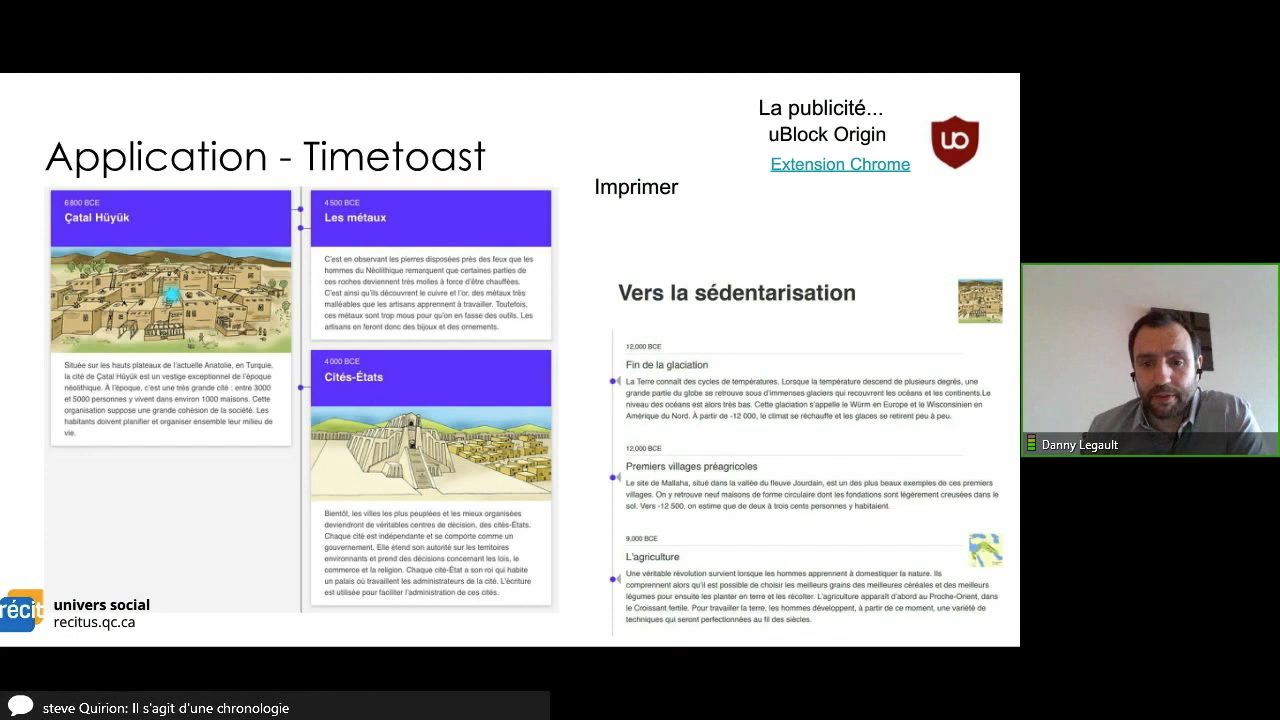 La publicité...
uBlock Origin
Extension Chrome
uo
Application - Timetoast
Imprimer
6 800 BCE
Çatal Hüyük
Située sur les hauts plateaux de l'actuelle Anatolie, en Turquie,
la cité de Çatal Hüyük est un vestige exceptionnel de l'époque
néolithique. À l'époque, c'est une très grande cité : entre 3000
et 5000 personnes y vivent dans environ 1000 maisons. Cette
organisation suppose une grande cohésion de la société. Les
habitants doivent planifier et organiser ensemble leur milieu de
vie.
4 500 BCE
Les métaux
C'est en observant les pierres disposées près des feux que les
hommes du Néolithique remarquent que certaines parties de
ces roches deviennent très molles à force d'être chauffées.
C'est ainsi qu'ils découvrent le cuivre et l'or, des métaux très
malléables que les artisans apprennent à travailler. Toutefois,
ces métaux sont trop mous pour qu'on en fasse des outils. Les
artisans en feront donc des bijoux et des ornements.
4 000 BCE
Cités-États
Bientôt, les villes les plus peuplées et les mieux organisées
deviendront de véritables centres de décision, des cités-États.
Chaque cité est indépendante et se comporte comme un
gouvernement. Elle étend son autorité sur les territoires
environnants et prend des décisions concernant les lois, le
commerce et la religion. Chaque cité-État a son roi qui habite
un palais où travaillent les administrateurs de la cité. L'écriture
est utilisée pour faciliter l'administration de ces cités.
Vers la sédentarisation
12,000 BCE
Fin de la glaciation
La Terre connaît des cycles de températures. Lorsque la température descend de plusieurs degrés, une
grande partie du globe se retrouve sous d'immenses glaciers qui recouvrent les océans et les continents.Le
niveau des océans est alors très bas. Cette glaciation s'appelle le Würm en Europe et le Wisconsinien en
Amérique du Nord. À partir de -12 000, le climat se réchauffe et les glaces se retirent peu à peu.
12,000 BCE
Premiers villages préagricoles
Le site de Mallaha, situé dans la vallée du fleuve Jourdain, est un des plus beaux exemples de ces premiers
villages. On y retrouve neuf maisons de forme circulaire dont les fondations sont légèrement creusées dans le
sol. Vers -12 500, on estime que de deux à trois cents personnes y habitaient.
9,000 BCE
L'agriculture
Une véritable révolution survient lorsque les hommes apprennent à domestiquer la nature. Ils
comprennent alors qu'il est possible de choisir les meilleurs grains des meilleures céréales et des meilleurs
légumes pour ensuite les planter en terre et les récolter. L'agriculture apparaît d'abord au Proche-Orient, dans
le Croissant fertile. Pour travailler la terre, les hommes développent, à partir de ce moment, une variété de
techniques qui seront perfectionnées au fil des siècles.
récit
univers social
recitus.qc.ca
Danny Legault
steve Quirion: Il s'agit d'une chronologie